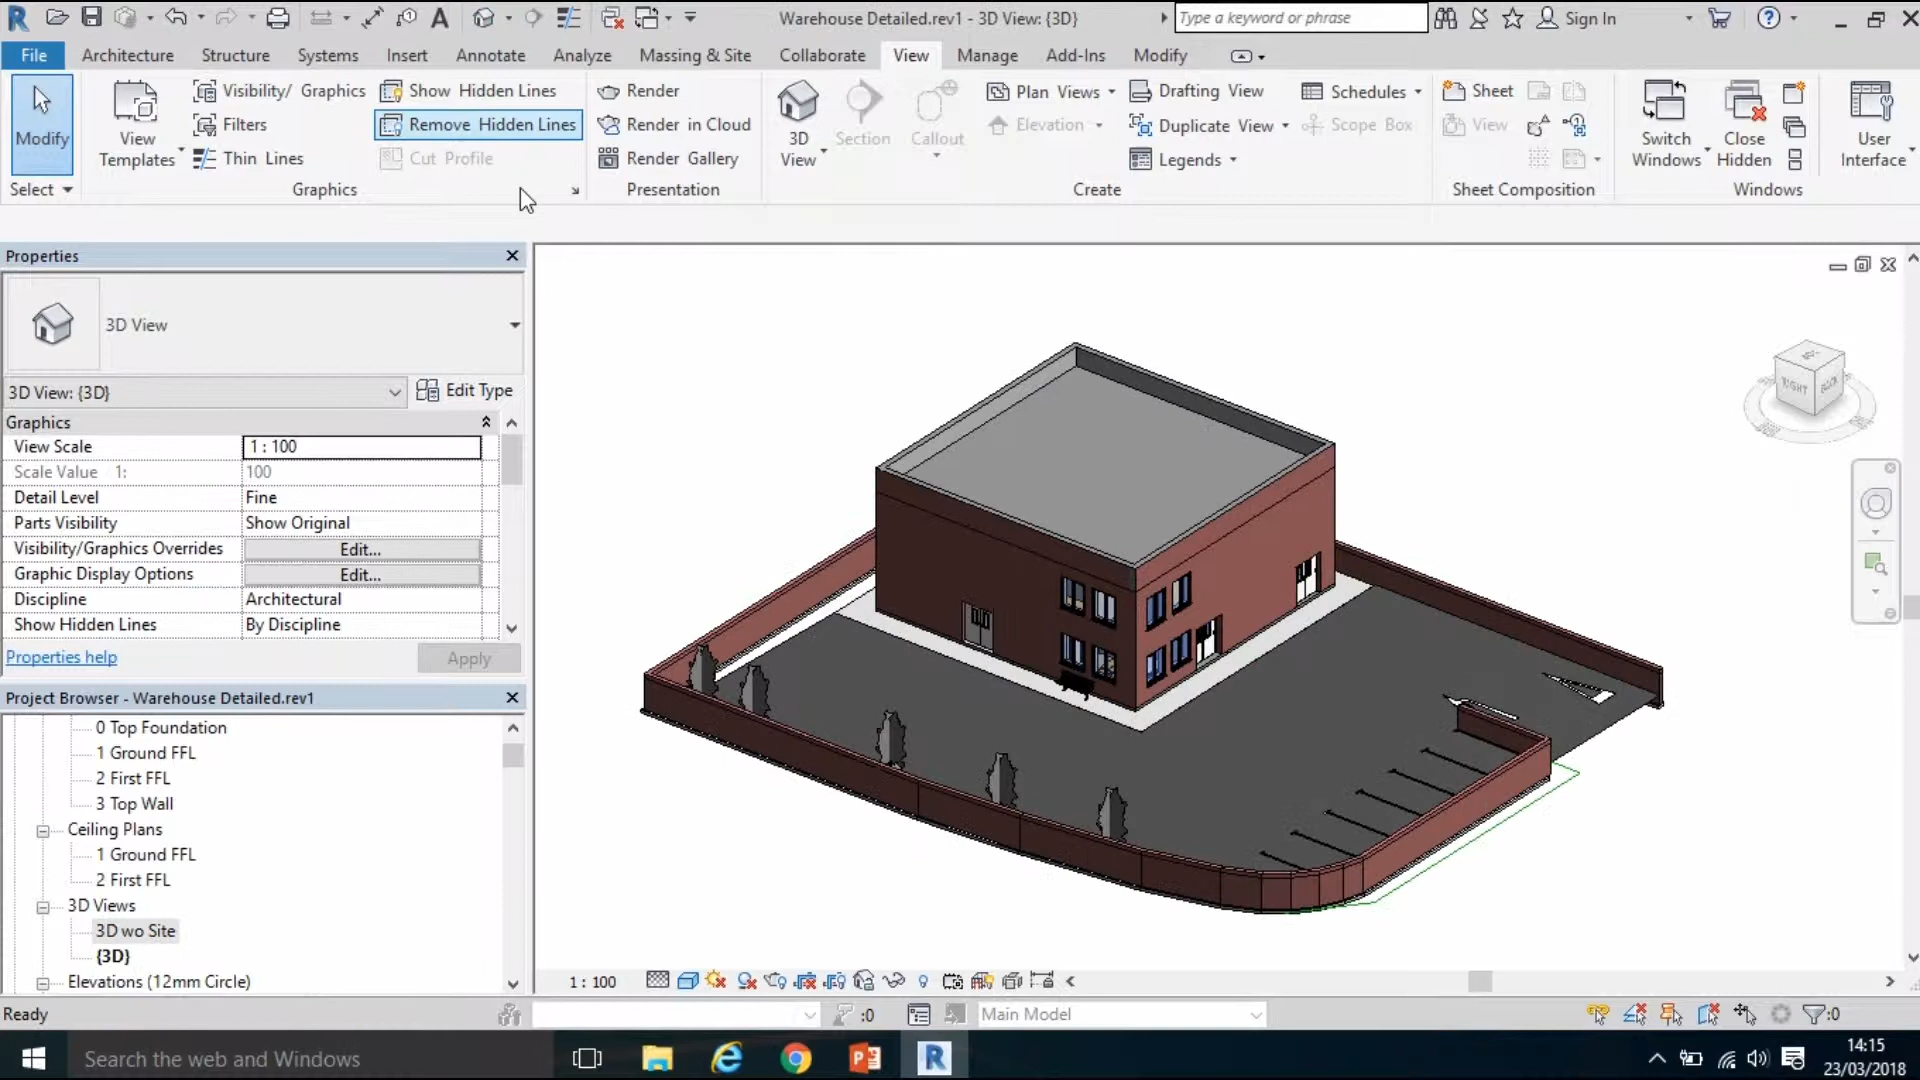 Warehouse Detailed.rev1 - 3D View: {3D}
Type a keyword or phrase
Sign In
File Architecture Structure Systems Insert Annotate Analyze Massing & Site Collaborate View Manage Add-Ins Modify
Modify
Select
View Templates
Visibility/ Graphics
Filters
Thin Lines
Show Hidden Lines
Remove Hidden Lines
Cut Profile
Graphics
Render
Render in Cloud
Render Gallery
Presentation
3D View
Section
Callout
Plan Views
Elevation
Drafting View
Duplicate View
Legends
Schedules
Scope Box
Create
Sheet
View
Sheet Composition
Switch Windows
Close Hidden
Windows
User Interface
Properties
3D View
3D View: {3D}
Edit Type
Graphics
View Scale 1 : 100
Scale Value 1: 100
Detail Level Fine
Parts Visibility Show Original
Visibility/Graphics Overrides Edit...
Graphic Display Options Edit...
Discipline Architectural
Show Hidden Lines By Discipline
Properties help
Apply
Project Browser - Warehouse Detailed.rev1
0 Top Foundation
1 Ground FFL
2 First FFL
3 Top Wall
Ceiling Plans
1 Ground FFL
2 First FFL
3D Views
3D wo Site
{3D}
Elevations (12mm Circle)
RIGHT
BACK
1 : 100
Ready
:0
Main Model
:0
Search the web and Windows
14:15
23/03/2018